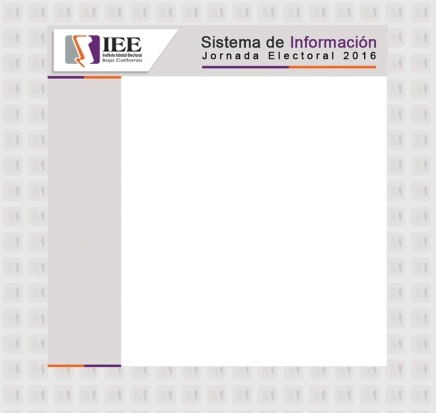 IEE
Instituto Estatal Electoral
Baja California
Sistema de Información
Jornada Electoral 2016